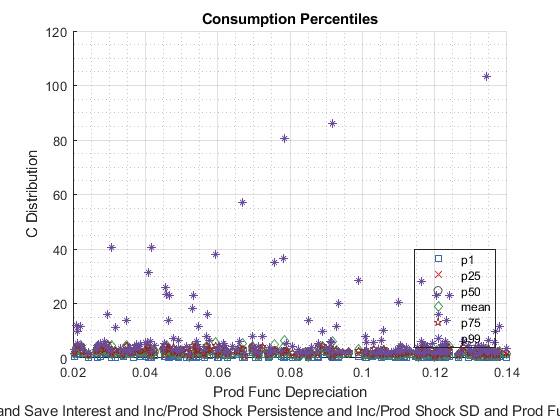 Consumption Percentiles
120
100
80
60
40
20
0
C Distribution
p1
p25
p50
mean
p75
p99
0.02
0.04
0.06
0.08
0.1
0.12
0.14
Prod Func Depreciation
and Save Interest and Inc/Prod Shock Persistence and Inc/Prod Shock SD and Prod